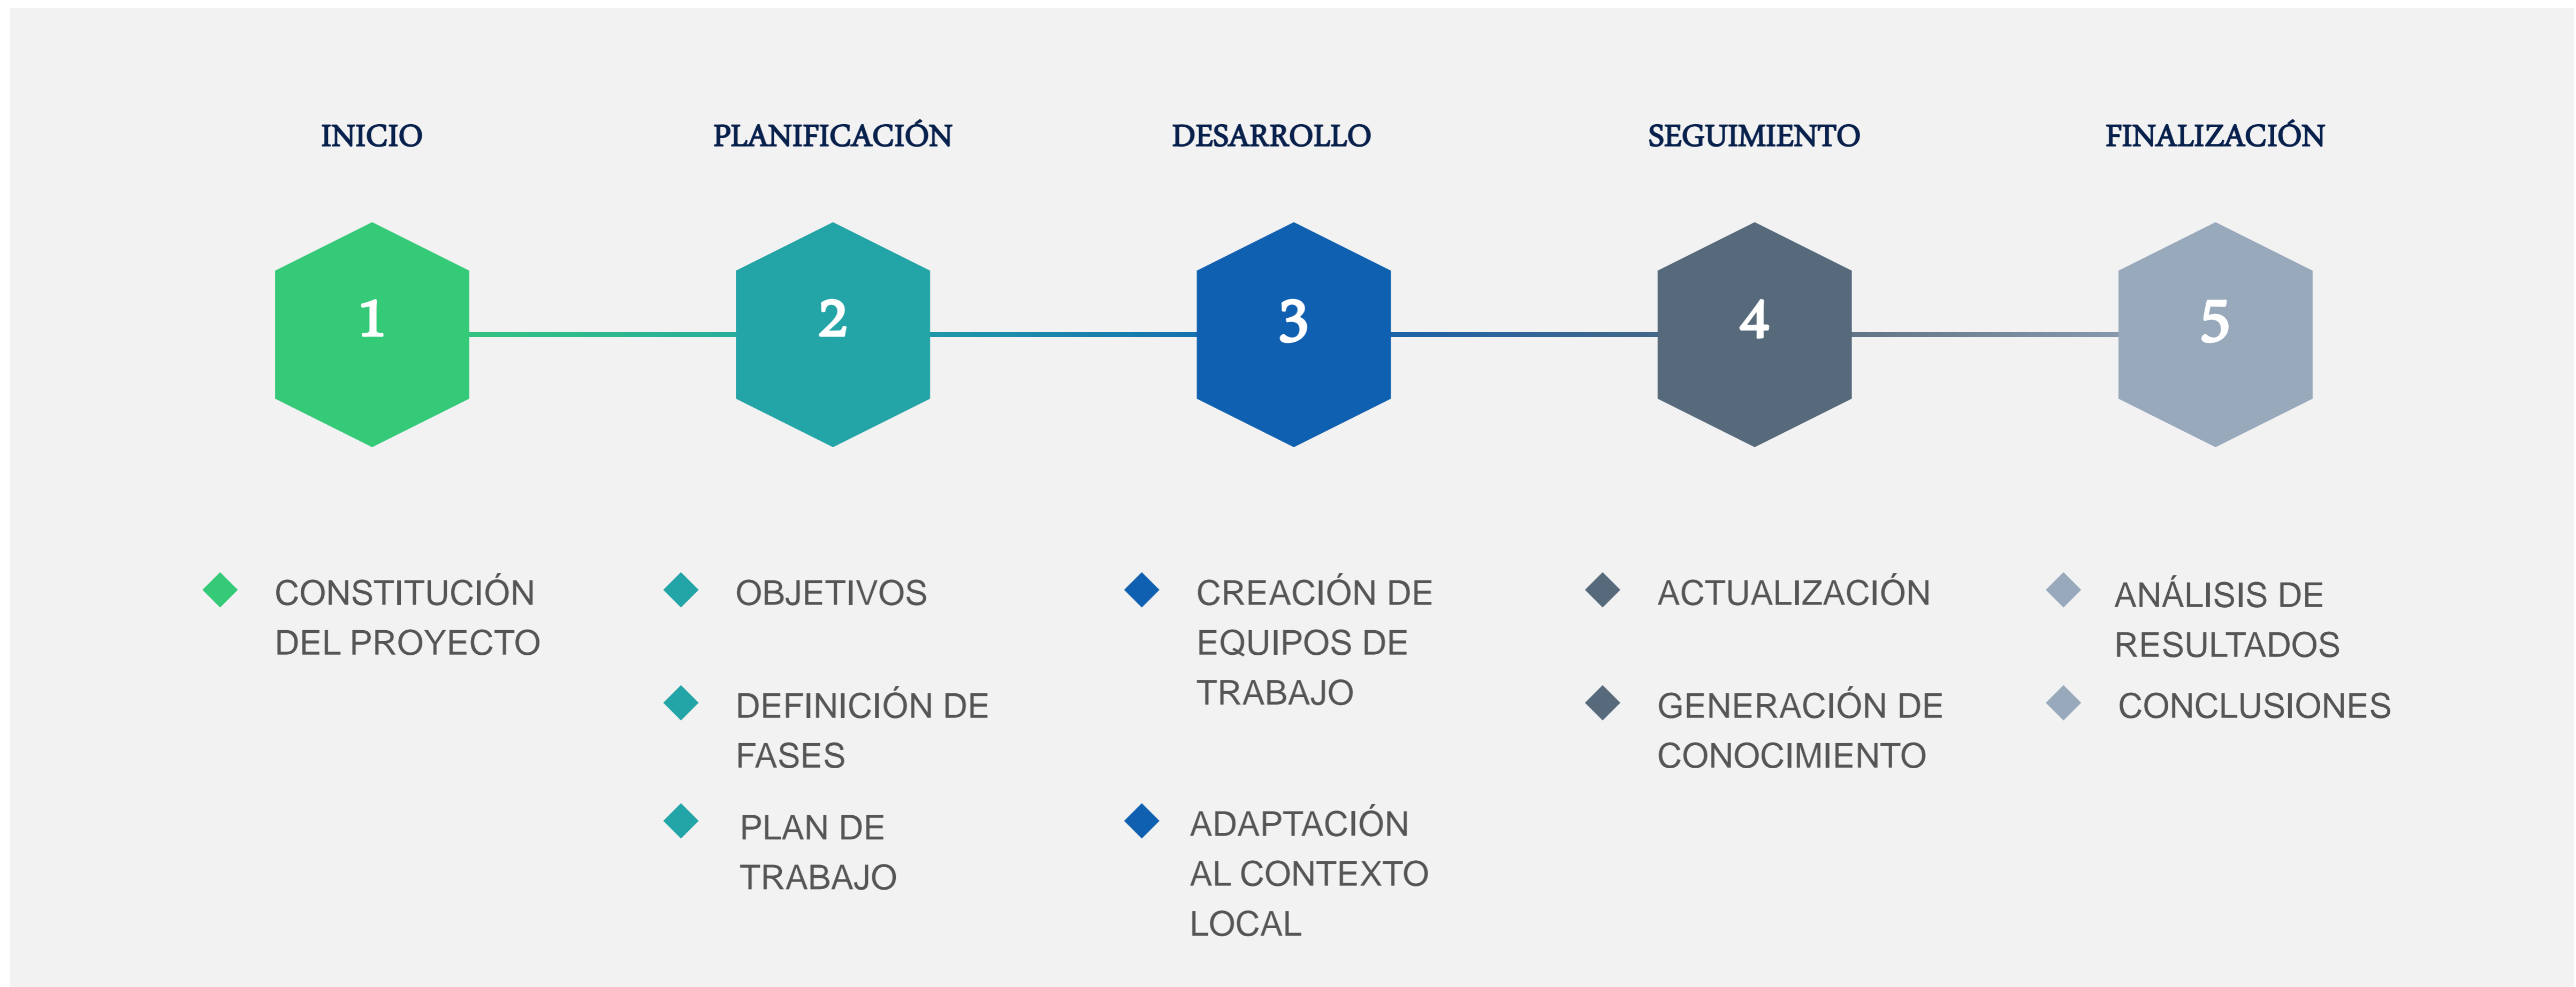 INICIO
PLANIFICACIÓN
DESARROLLO
SEGUIMIENTO
FINALIZACIÓN
1
2
3
4
5
CONSTITUCIÓN
DEL PROYECTO
OBJETIVOS
DEFINICIÓN DE
FASES
PLAN DE
TRABAJO
CREACIÓN DE
EQUIPOS DE
TRABAJO
ADAPTACIÓN
AL CONTEXTO
LOCAL
ACTUALIZACIÓN
GENERACIÓN DE
CONOCIMIENTO
ANÁLISIS DE
RESULTADOS
CONCLUSIONES